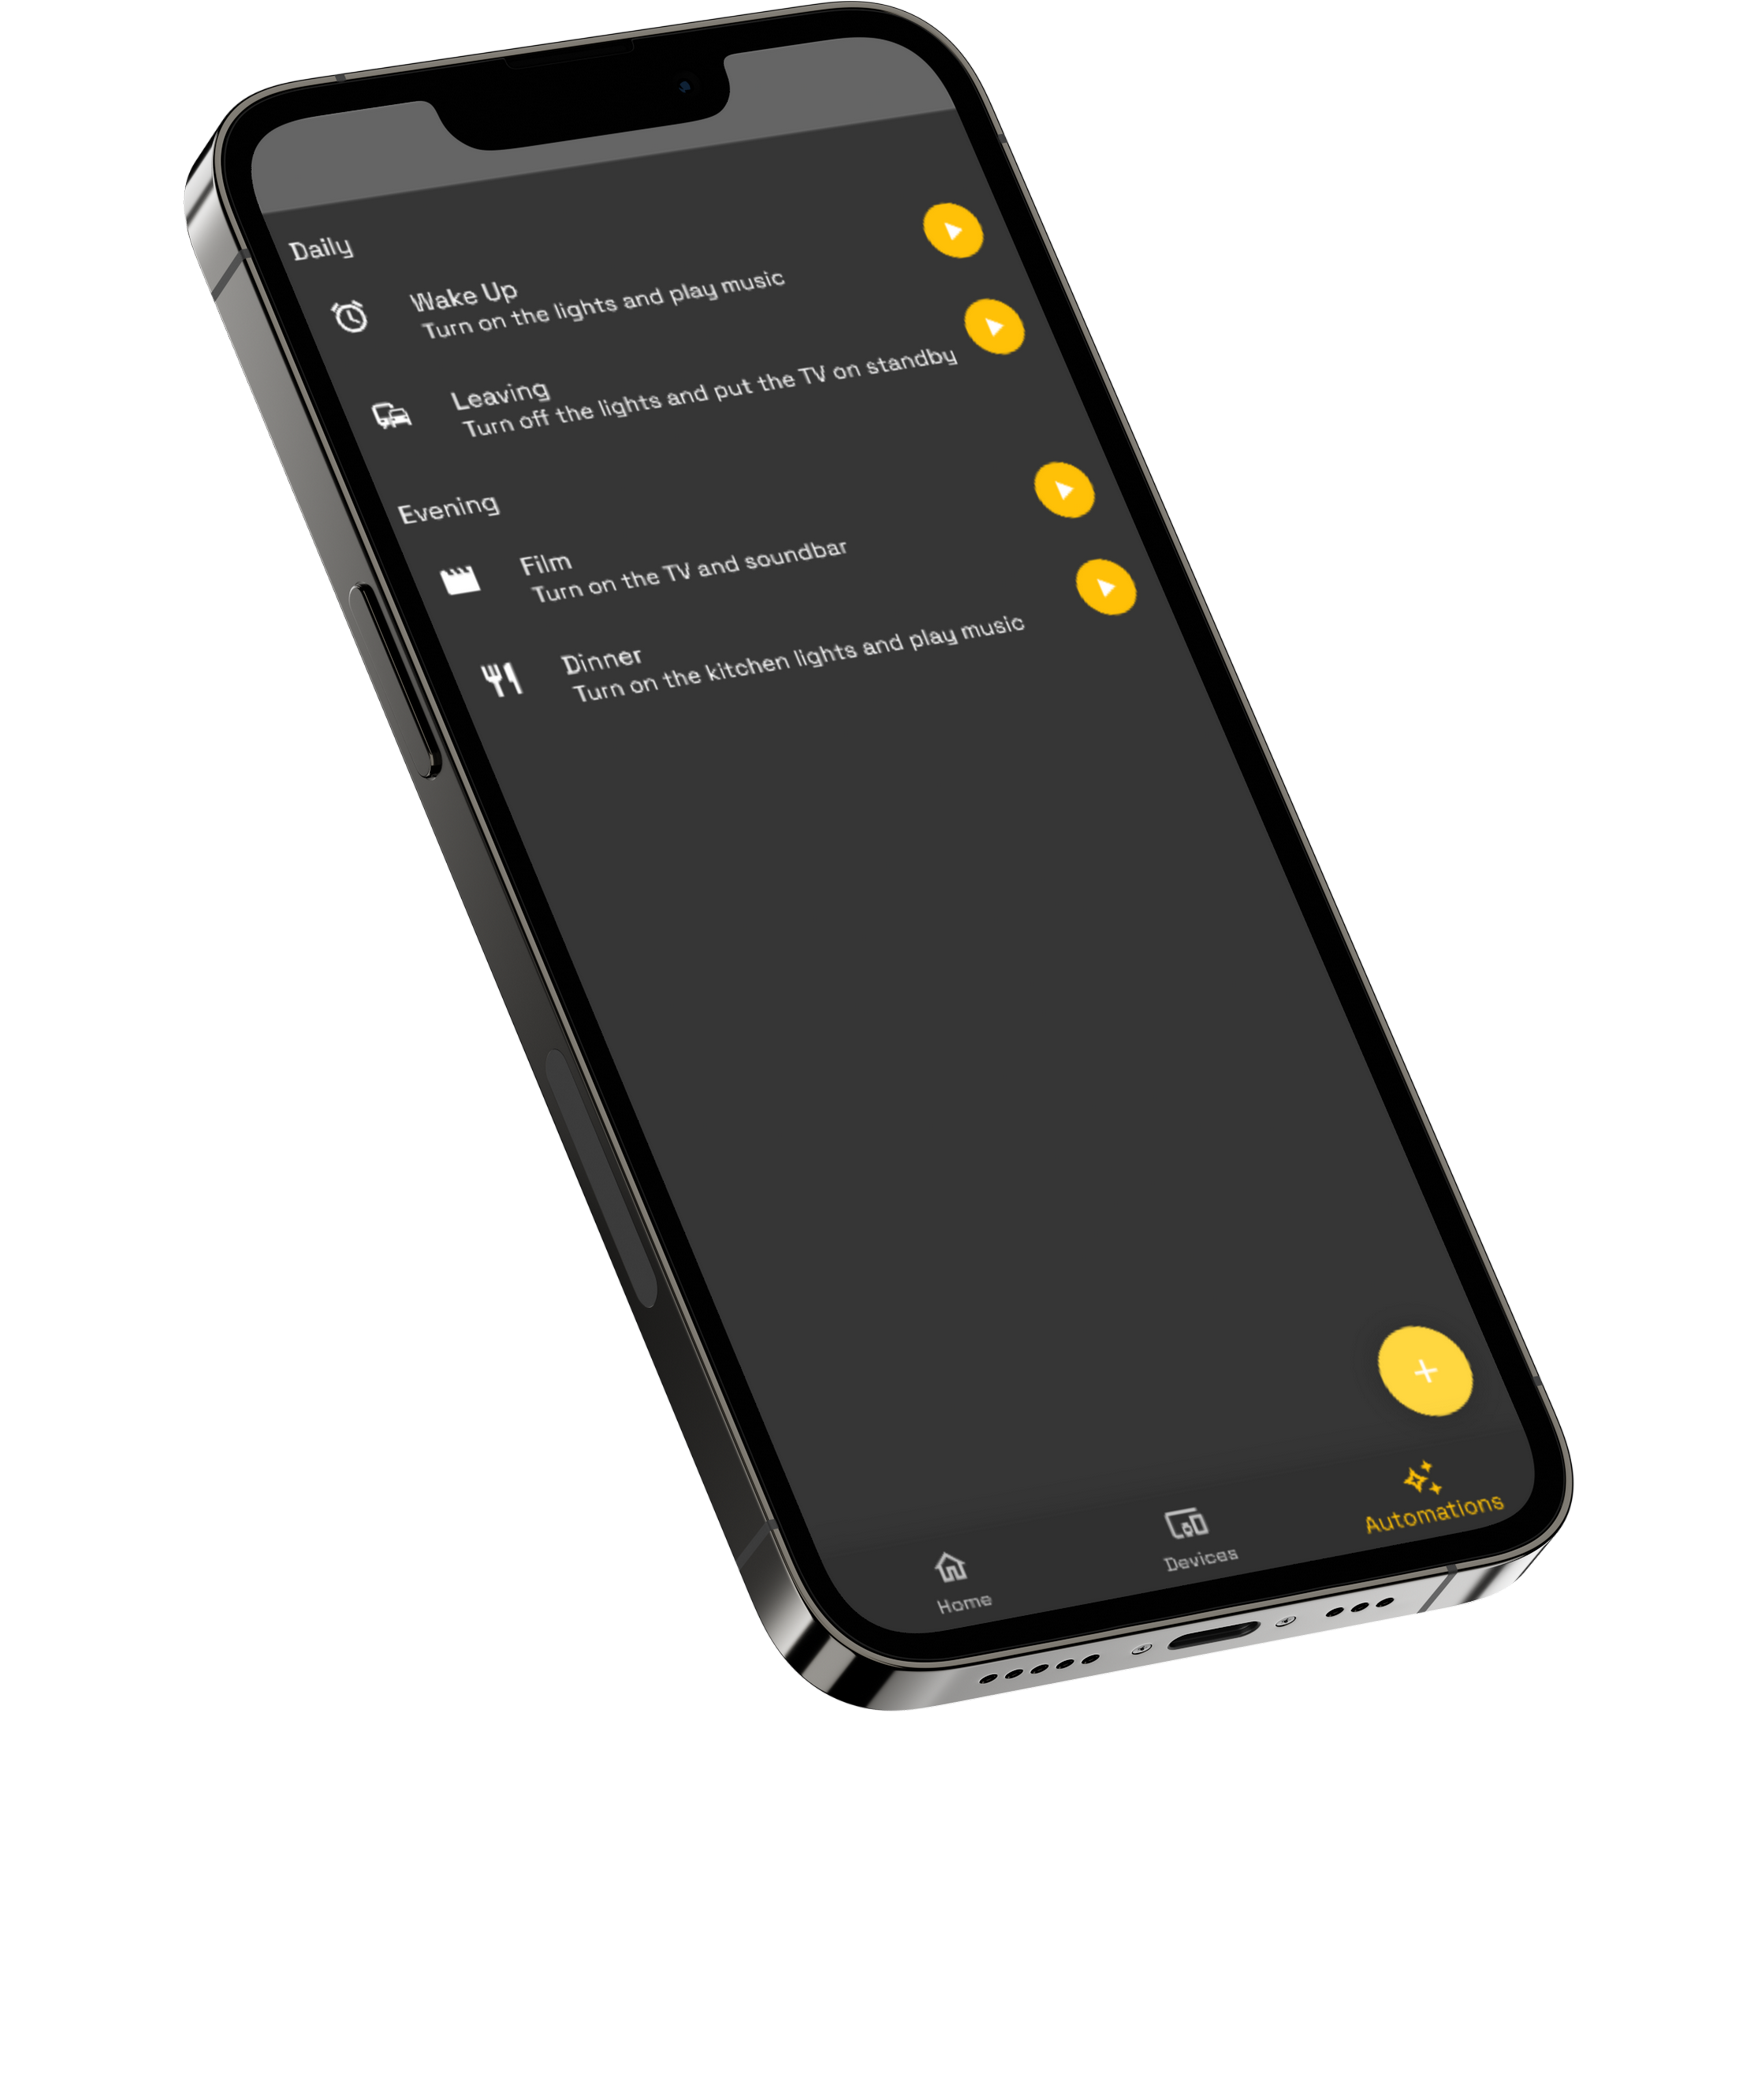 Daily
Wake Up
Turn on the lights and play music
Leaving
Turn off the lights and put the TV on standby
Evening
Film
Turn on the TV and soundbar
Dinner
Turn on the kitchen lights and play music
Home
Devices
Automations